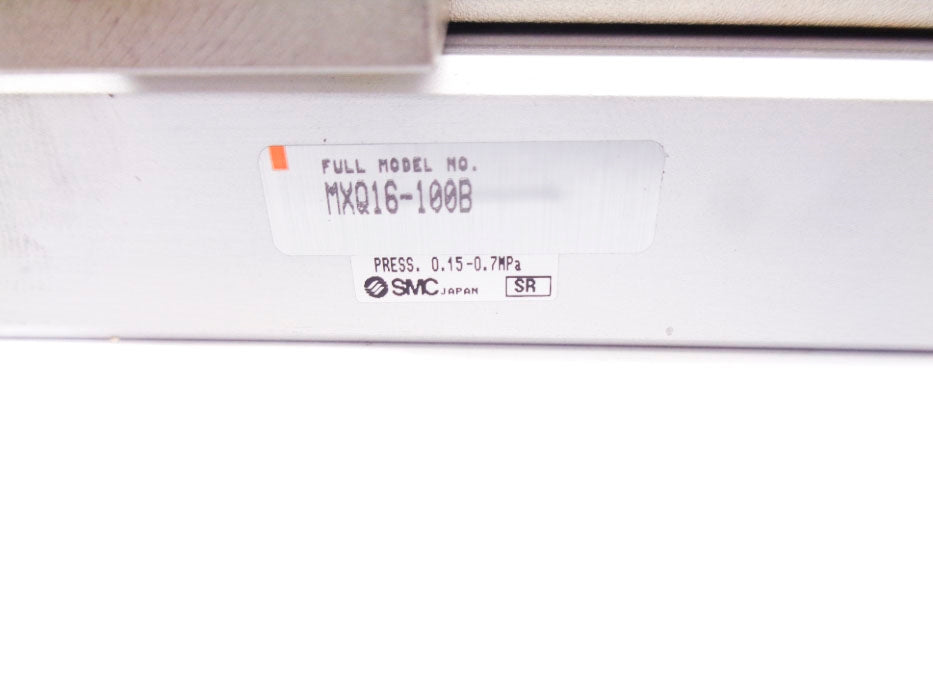 FULL MODEL NO.
MXQ16-100B
PRESS. 0.15-0.7MPa
SMC JAPAN SR